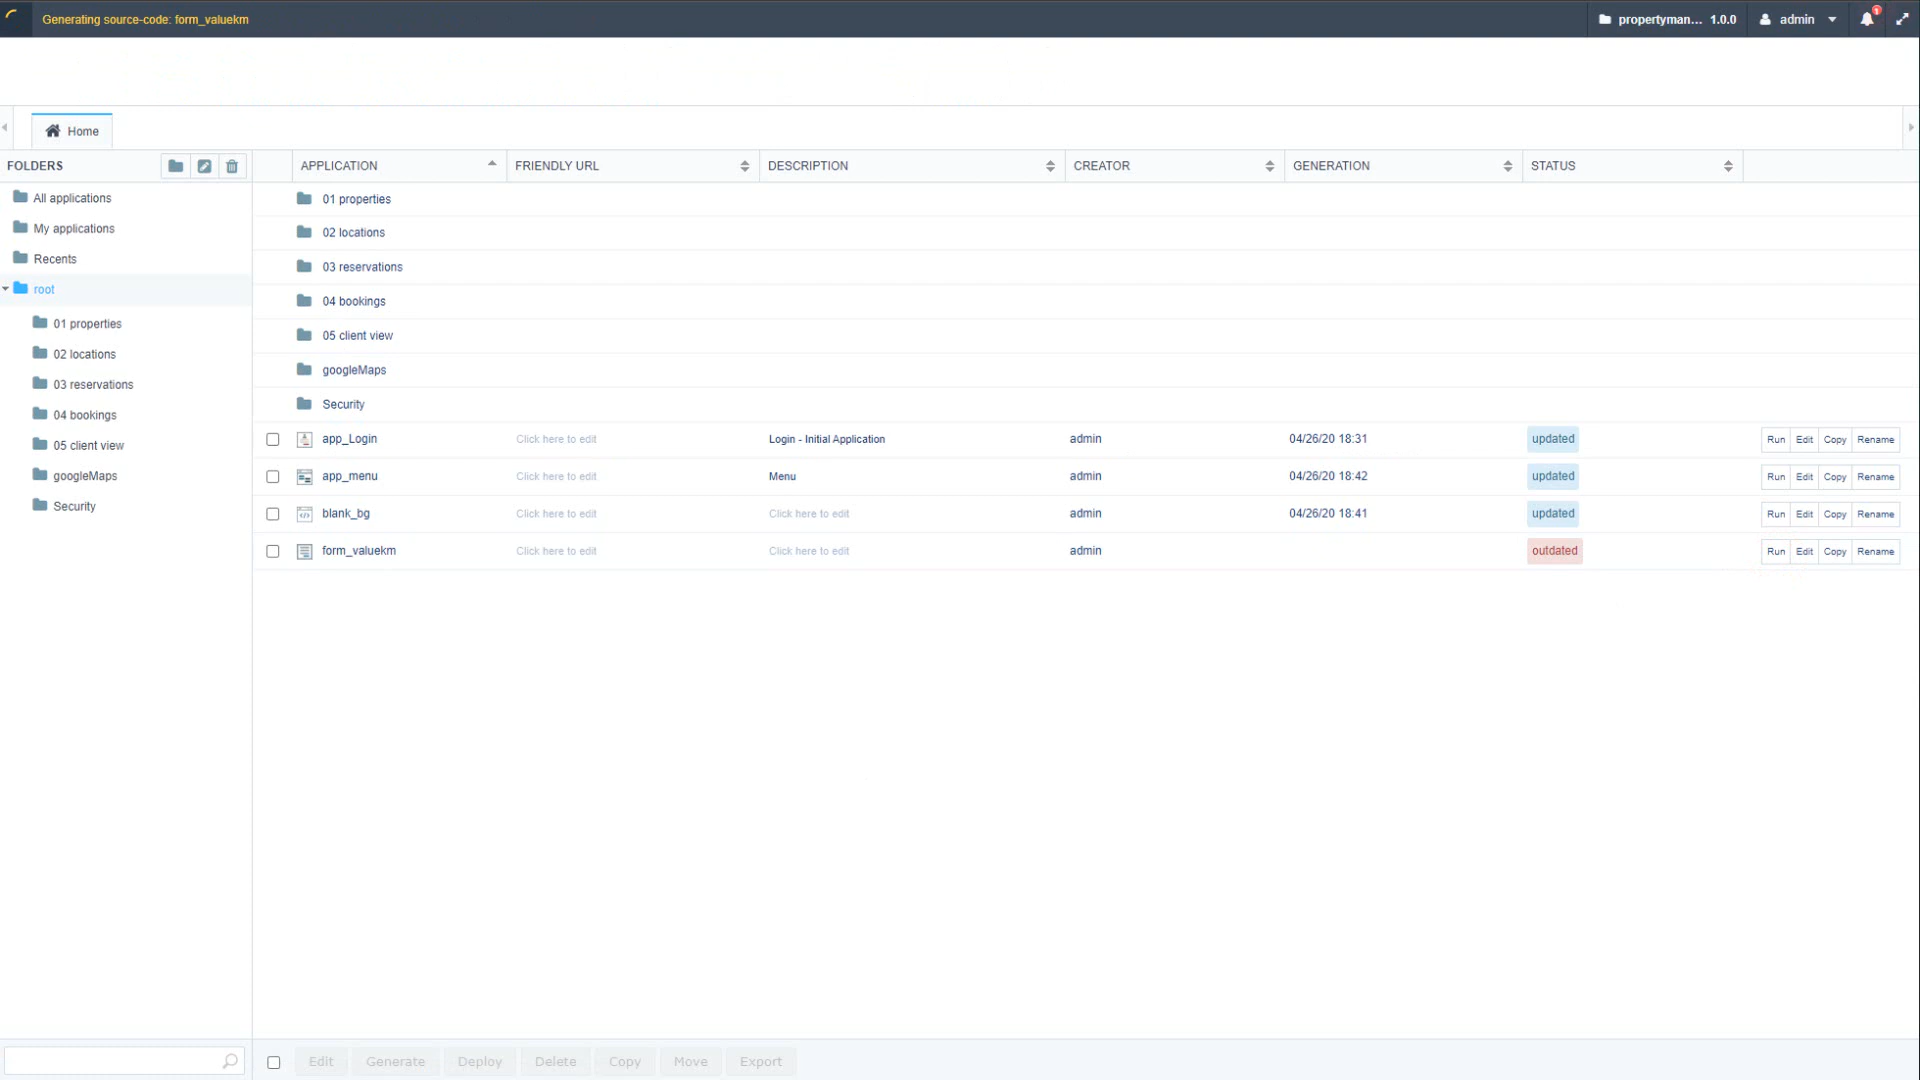 Generating source-code: form_valuekm
propertyman... 1.0.0 admin 1
Home
FOLDERS
All applications
My applications
Recents
root
01 properties
02 locations
03 reservations
04 bookings
05 client view
googleMaps
Security
APPLICATION FRIENDLY URL DESCRIPTION CREATOR GENERATION STATUS
01 properties
02 locations
03 reservations
04 bookings
05 client view
googleMaps
Security
app_Login Click here to edit Login - Initial Application admin 04/26/20 18:31 updated Run Edit Copy Rename
app_menu Click here to edit Menu admin 04/26/20 18:42 updated Run Edit Copy Rename
blank_bg Click here to edit Click here to edit admin 04/26/20 18:41 updated Run Edit Copy Rename
form_valuekm Click here to edit Click here to edit admin outdated Run Edit Copy Rename
Edit Generate Deploy Delete Copy Move Export